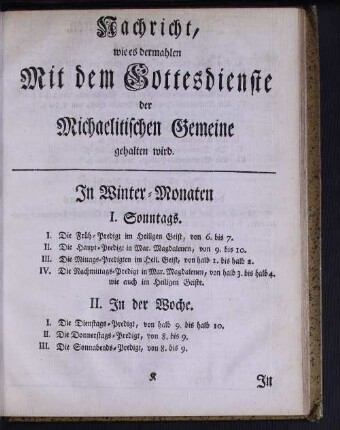 Nachricht,
wie es dermahlen
Mit dem Gottesdienste
der
Michaelitischen Gemeine
gehalten wird.
In Winter-Monaten
I. Sonntags.
I. Die Früh-Predigt im Heiligen Geist, von 6. bis 7.
II. Die Haupt-Predigt in Mar. Magdalenen, von 9. bis 10.
III. Die Mittags-Predigten im Heil. Geist, von halb 1. bis halb 2.
IV. Die Nachmittags-Predigt in Mar. Magdalenen, von halb 3. bis halb 4.
wie auch im Heiligen Geiste.
II. In der Woche.
I. Die Dienstags-Predigt, von halb 9. bis halb 10.
II. Die Donnerstags-Predigt, von 8. bis 9.
III. Die Sonnabends-Predigt, von 8. bis 9.
K
In